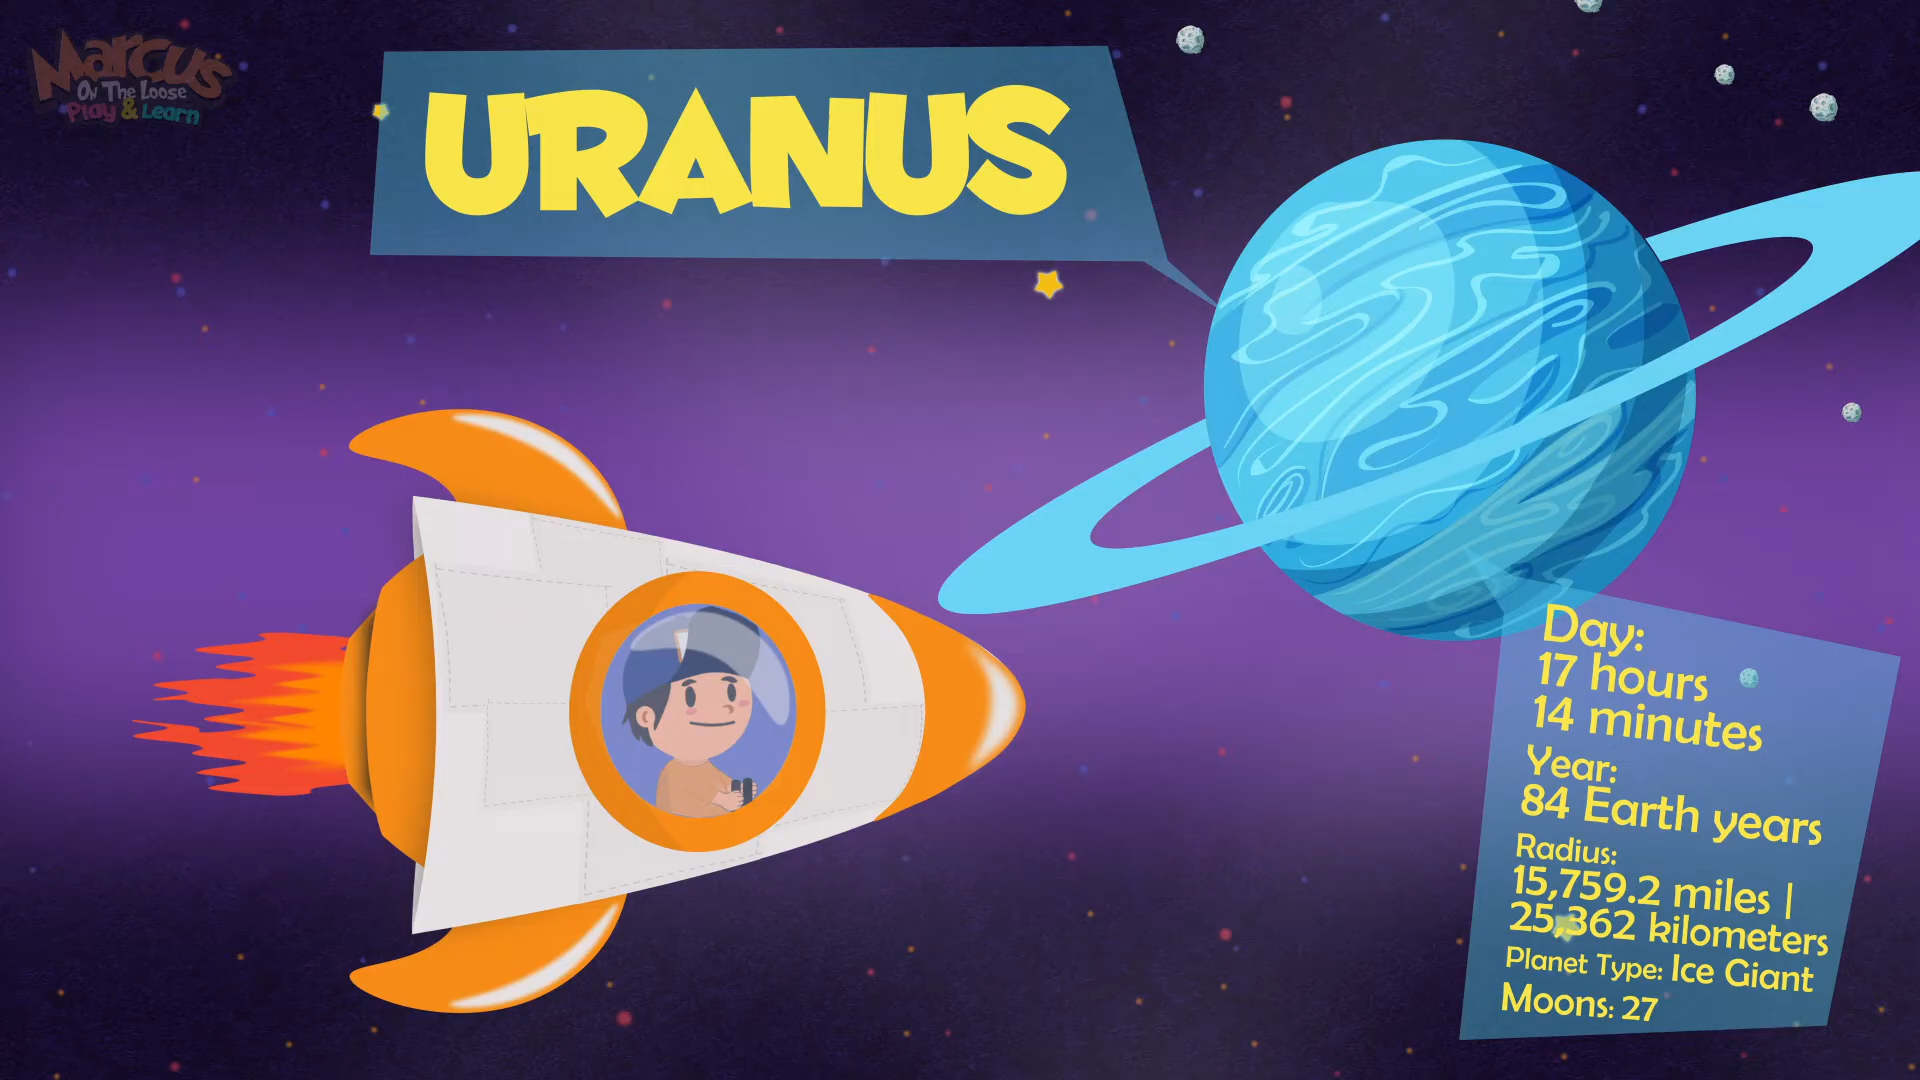 Marcus
On The Loose
Play & Learn
URANUS
Day:
17 hours
14 minutes
Year:
84 Earth years
Radius:
15,759.2 miles |
25,362 kilometers
Planet Type: Ice Giant
Moons: 27